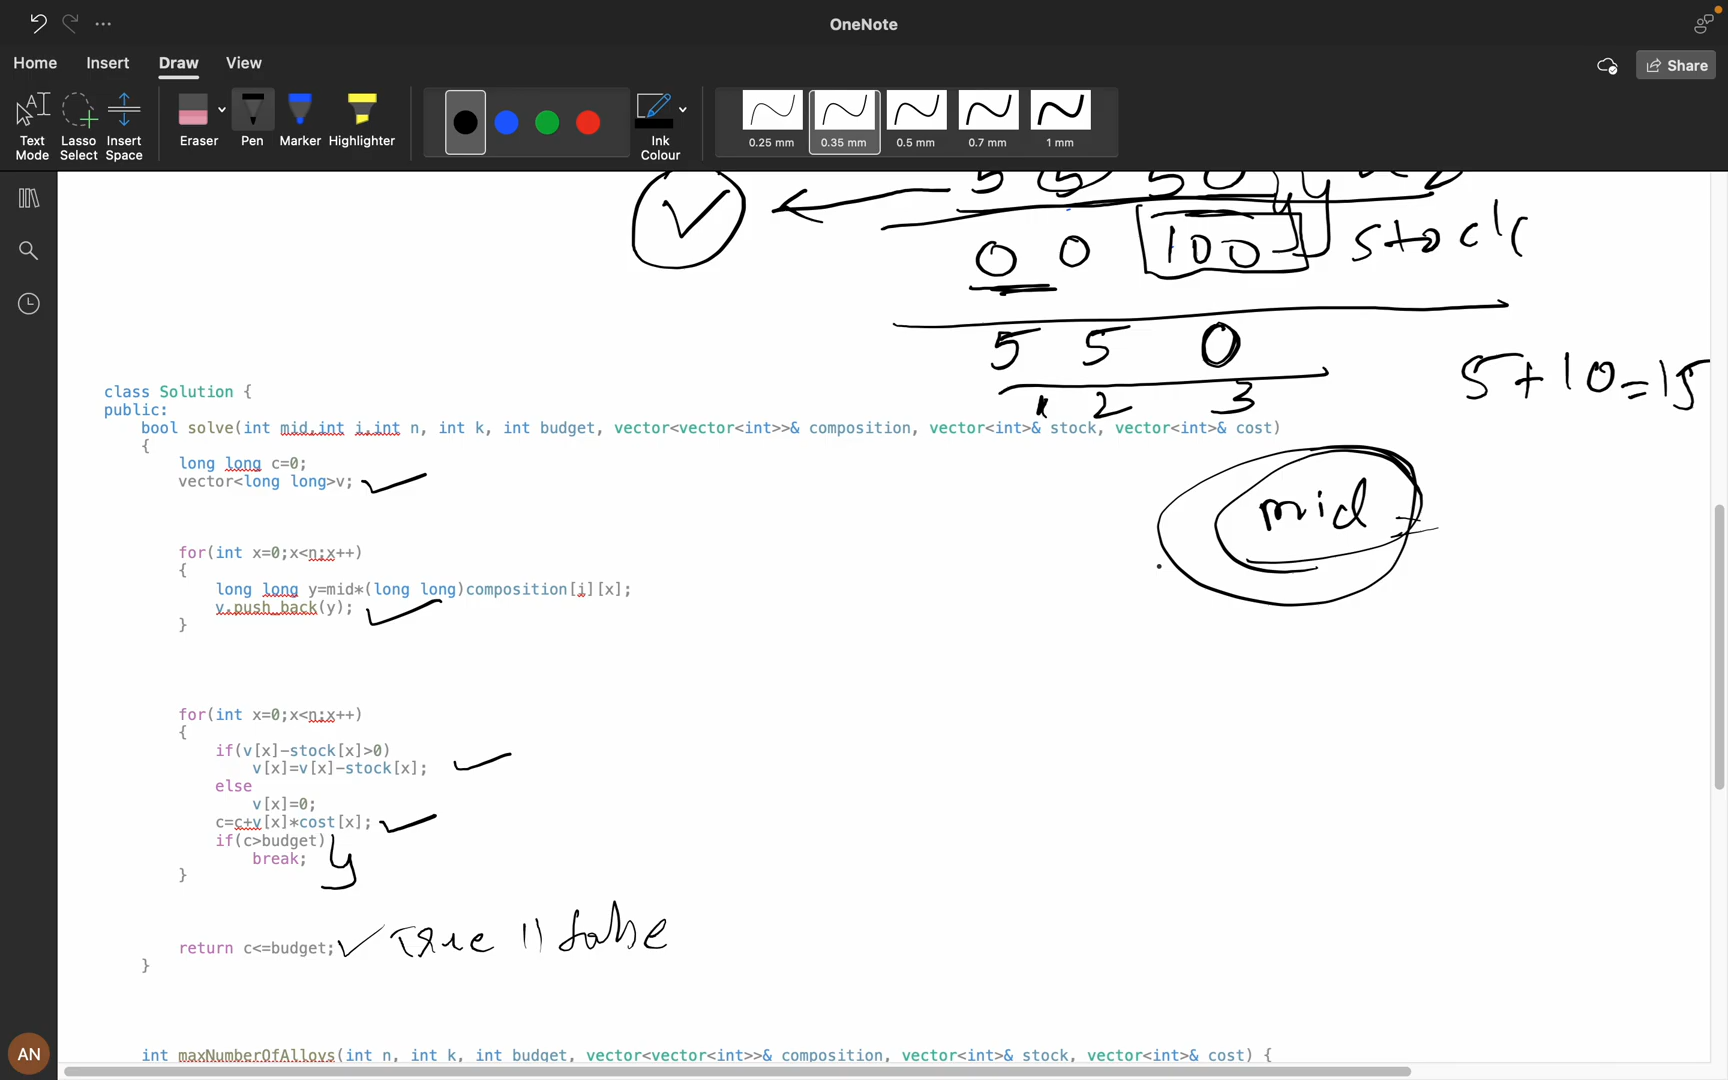 OneNote
Home Insert Draw View
Share
Text Mode
Lasso Select
Insert Space
Eraser
Pen
Marker
Highlighter
Ink Colour
0.25 mm
0.35 mm
0.5 mm
0.7 mm
1 mm
5 5 50
0 0 100 stock
5 5 0
5+10=15
1 2 3
class Solution {
public:
bool solve(int mid,int i,int n, int k, int budget, vector<vector<int>>& composition, vector<int>& stock, vector<int>& cost)
{
long long c=0;
vector<long long>v;
mid
for(int x=0;x<n;x++)
{
long long y=mid*(long long)composition[i][x];
v.push_back(y);
}
for(int x=0;x<n;x++)
{
if(v[x]-stock[x]>0)
v[x]=v[x]-stock[x];
else
v[x]=0;
c=c+v[x]*cost[x];
if(c>budget)
break;
}
return c<=budget; True || false
}
AN
int maxNumberOfAlloys(int n, int k, int budget, vector<vector<int>>& composition, vector<int>& stock, vector<int>& cost) {